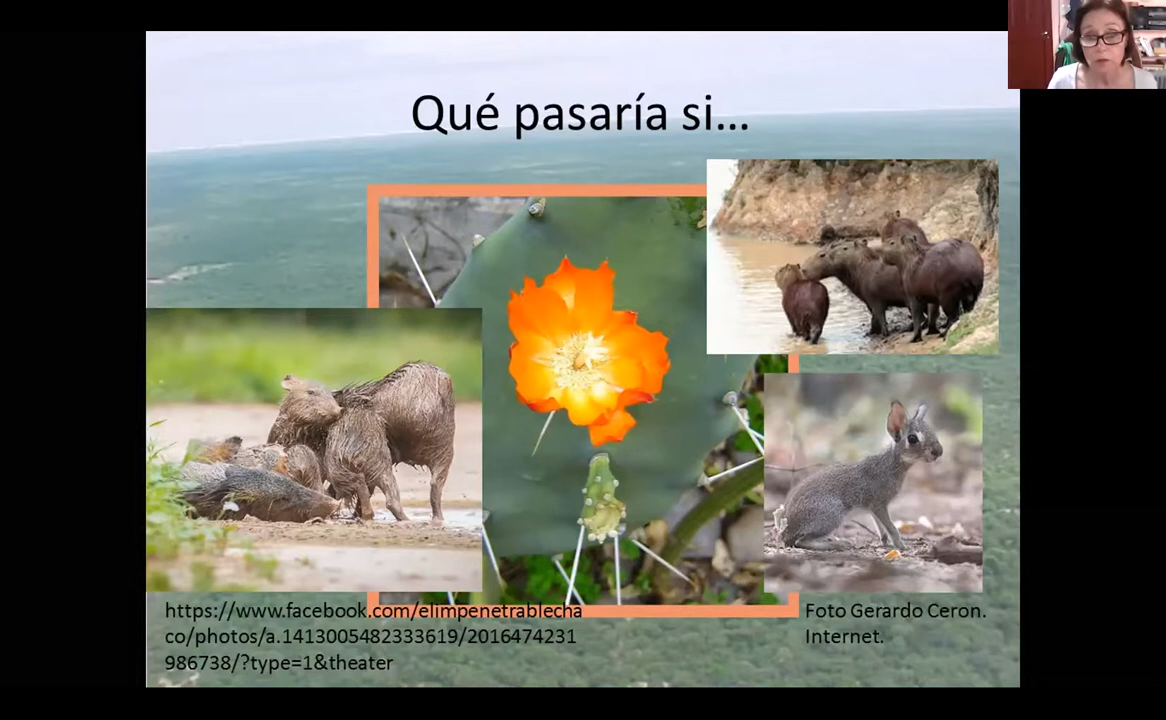 Qué pasaría si...
https://www.facebook.com/elimpenetrablecha
co/photos/a.1413005482333619/2016474231
986738/?type=1&theater
Foto Gerardo Ceron.
Internet.